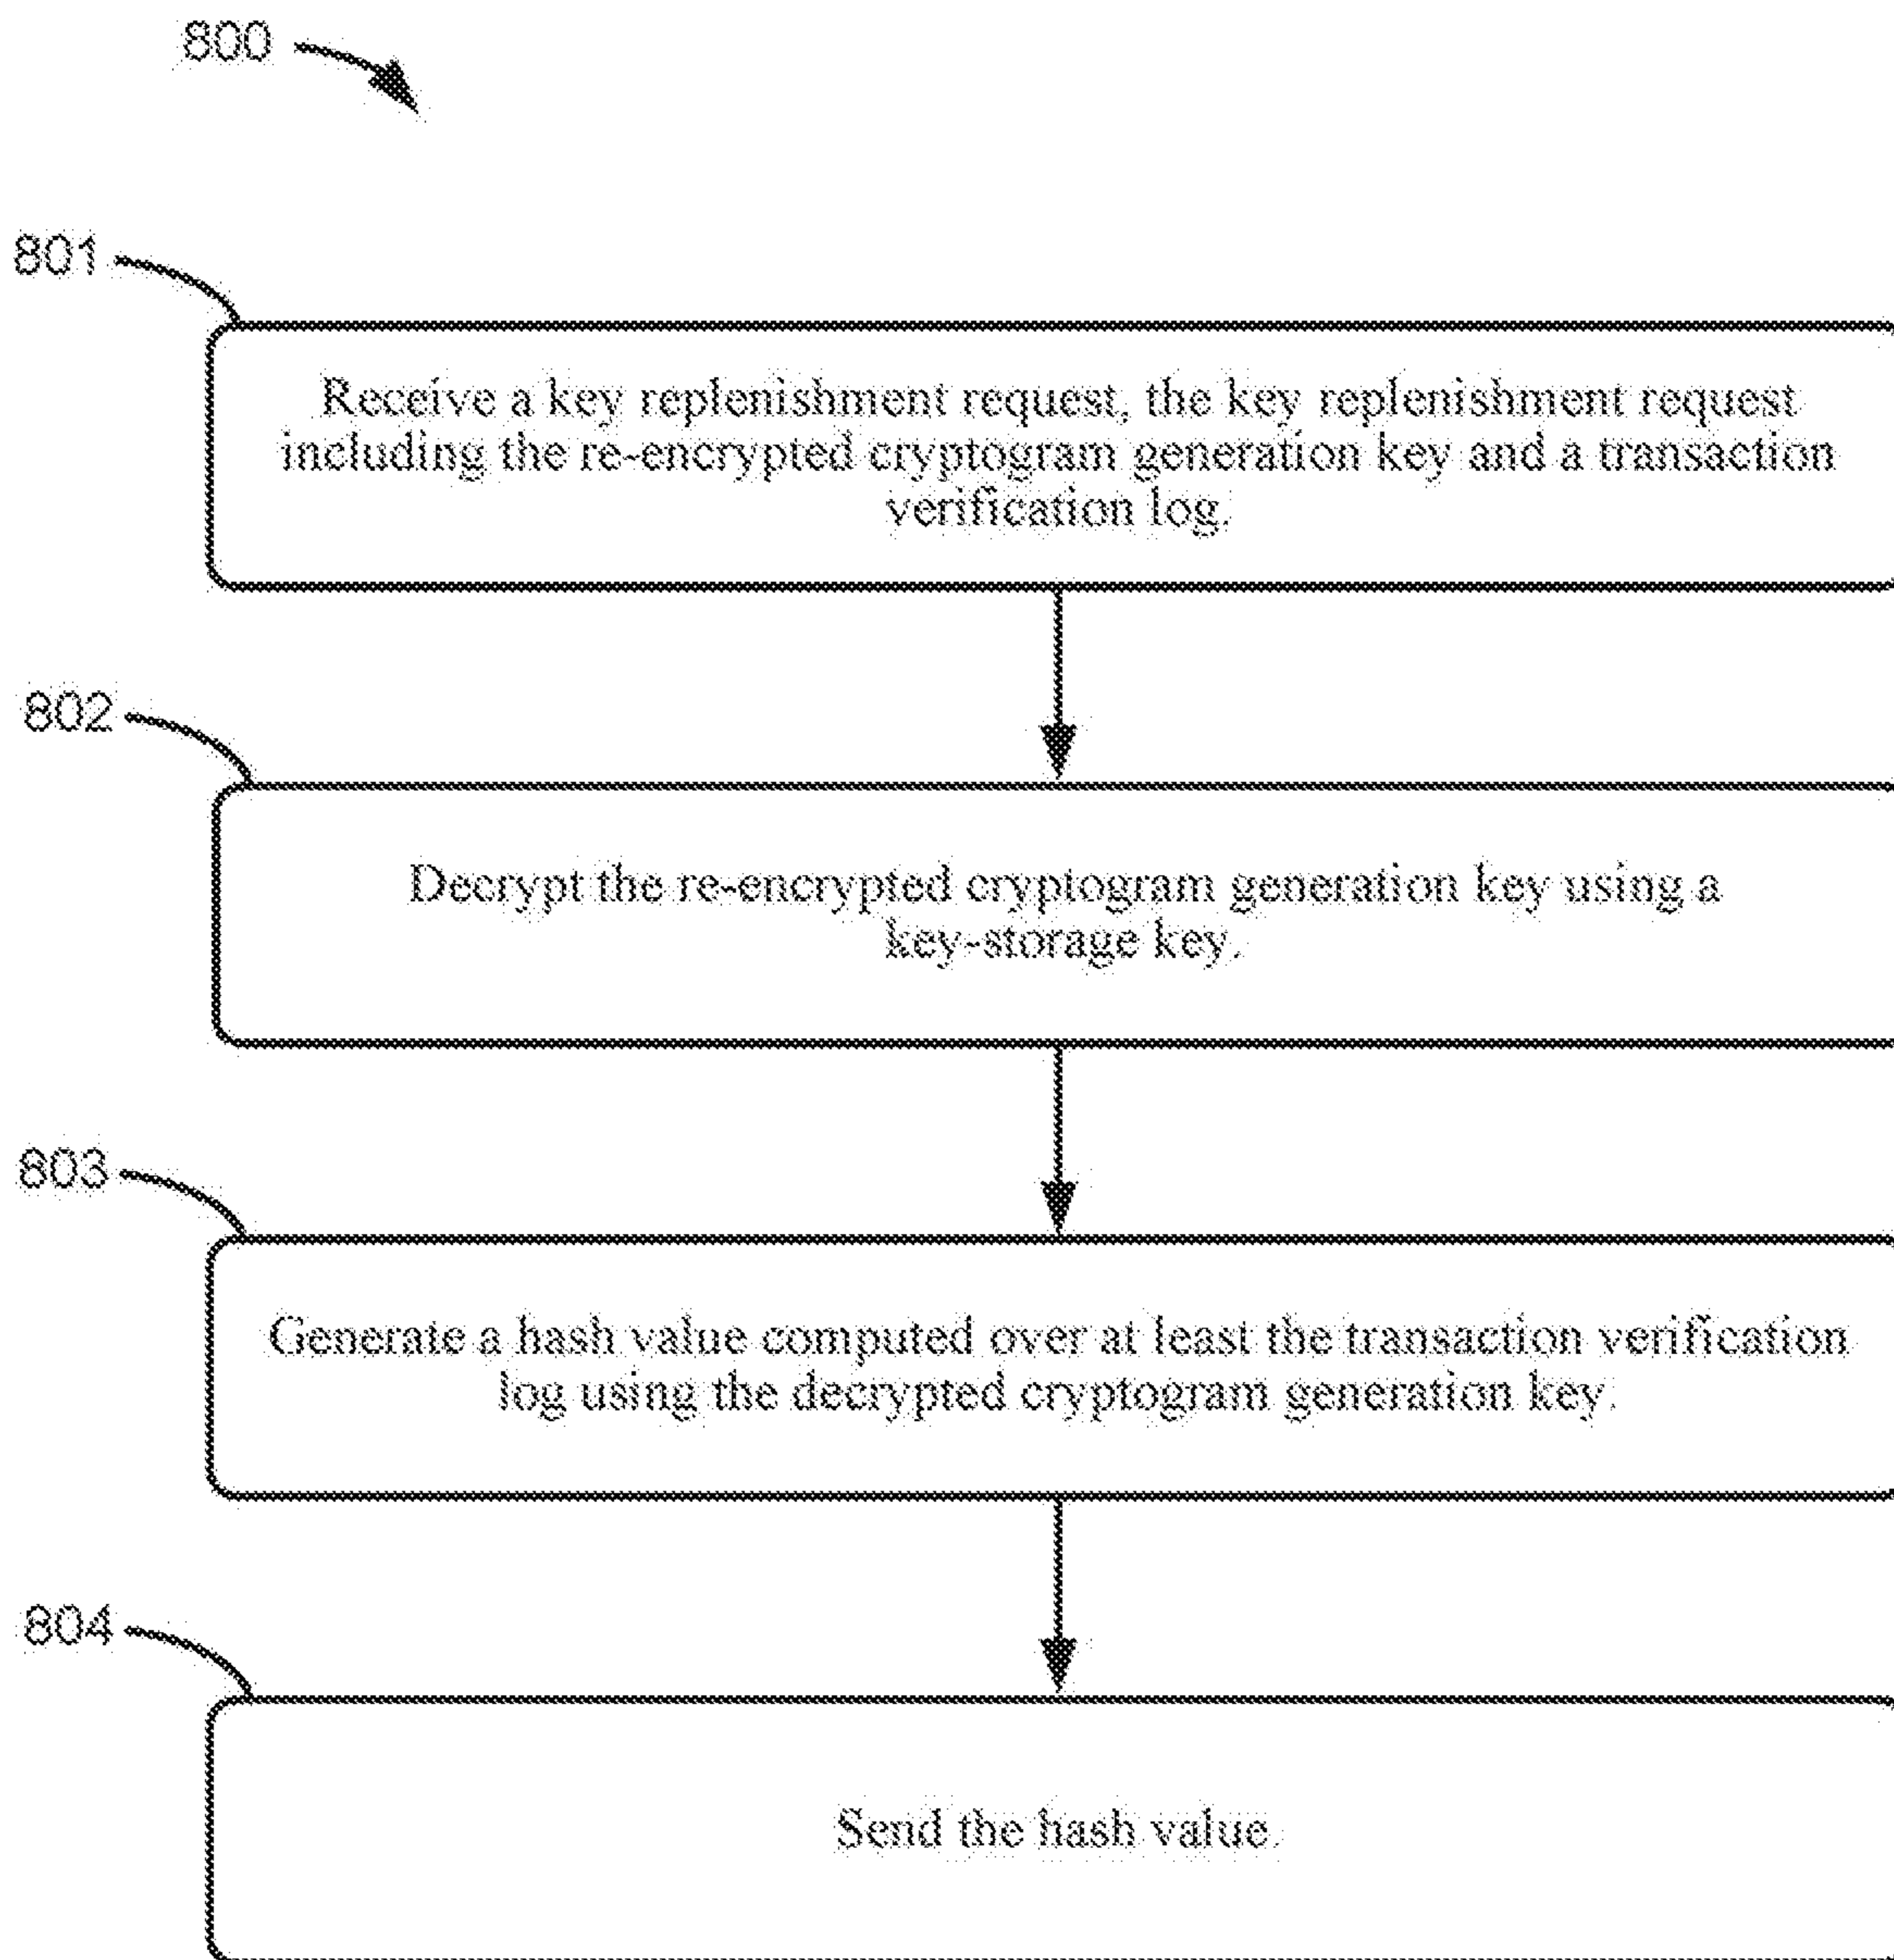 800
801
Receive a key replenishment request, the key replenishment request
including the re-encrypted cryptogram generation key and a transaction
verification log.
802
Decrypt the re-encrypted cryptogram generation key using a
key-storage key.
803
Generate a hash value computed over at least the transaction verification
log using the decrypted cryptogram generation key.
804
Send the hash value.